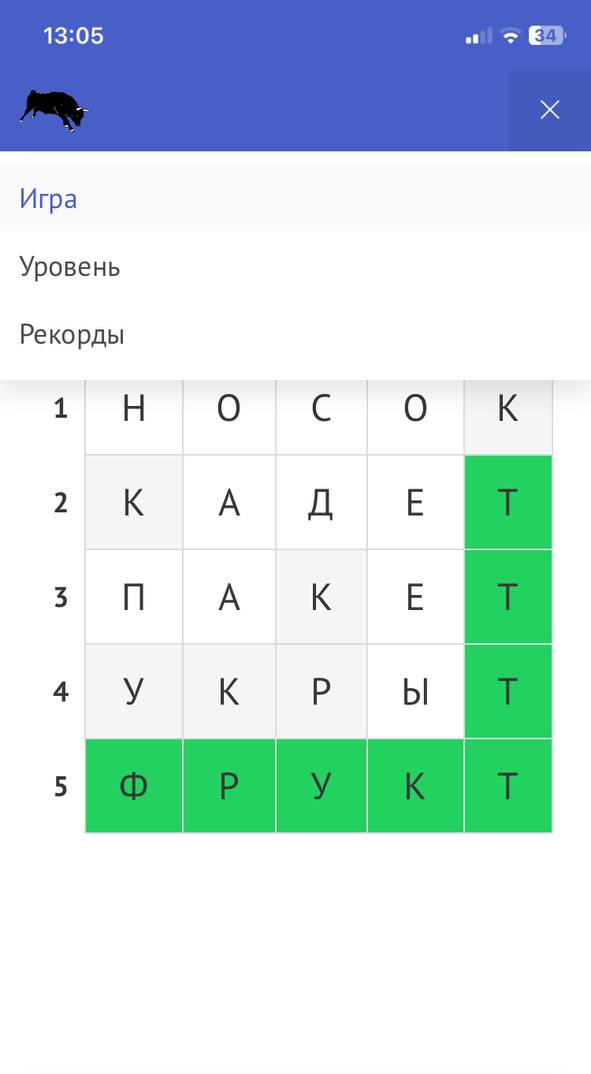 13:05 34
Игра
Уровень
Рекорды
1 Н О С О К
2 К А Д Е Т
3 П А К Е Т
4 У К Р Ы Т
5 Ф Р У К Т